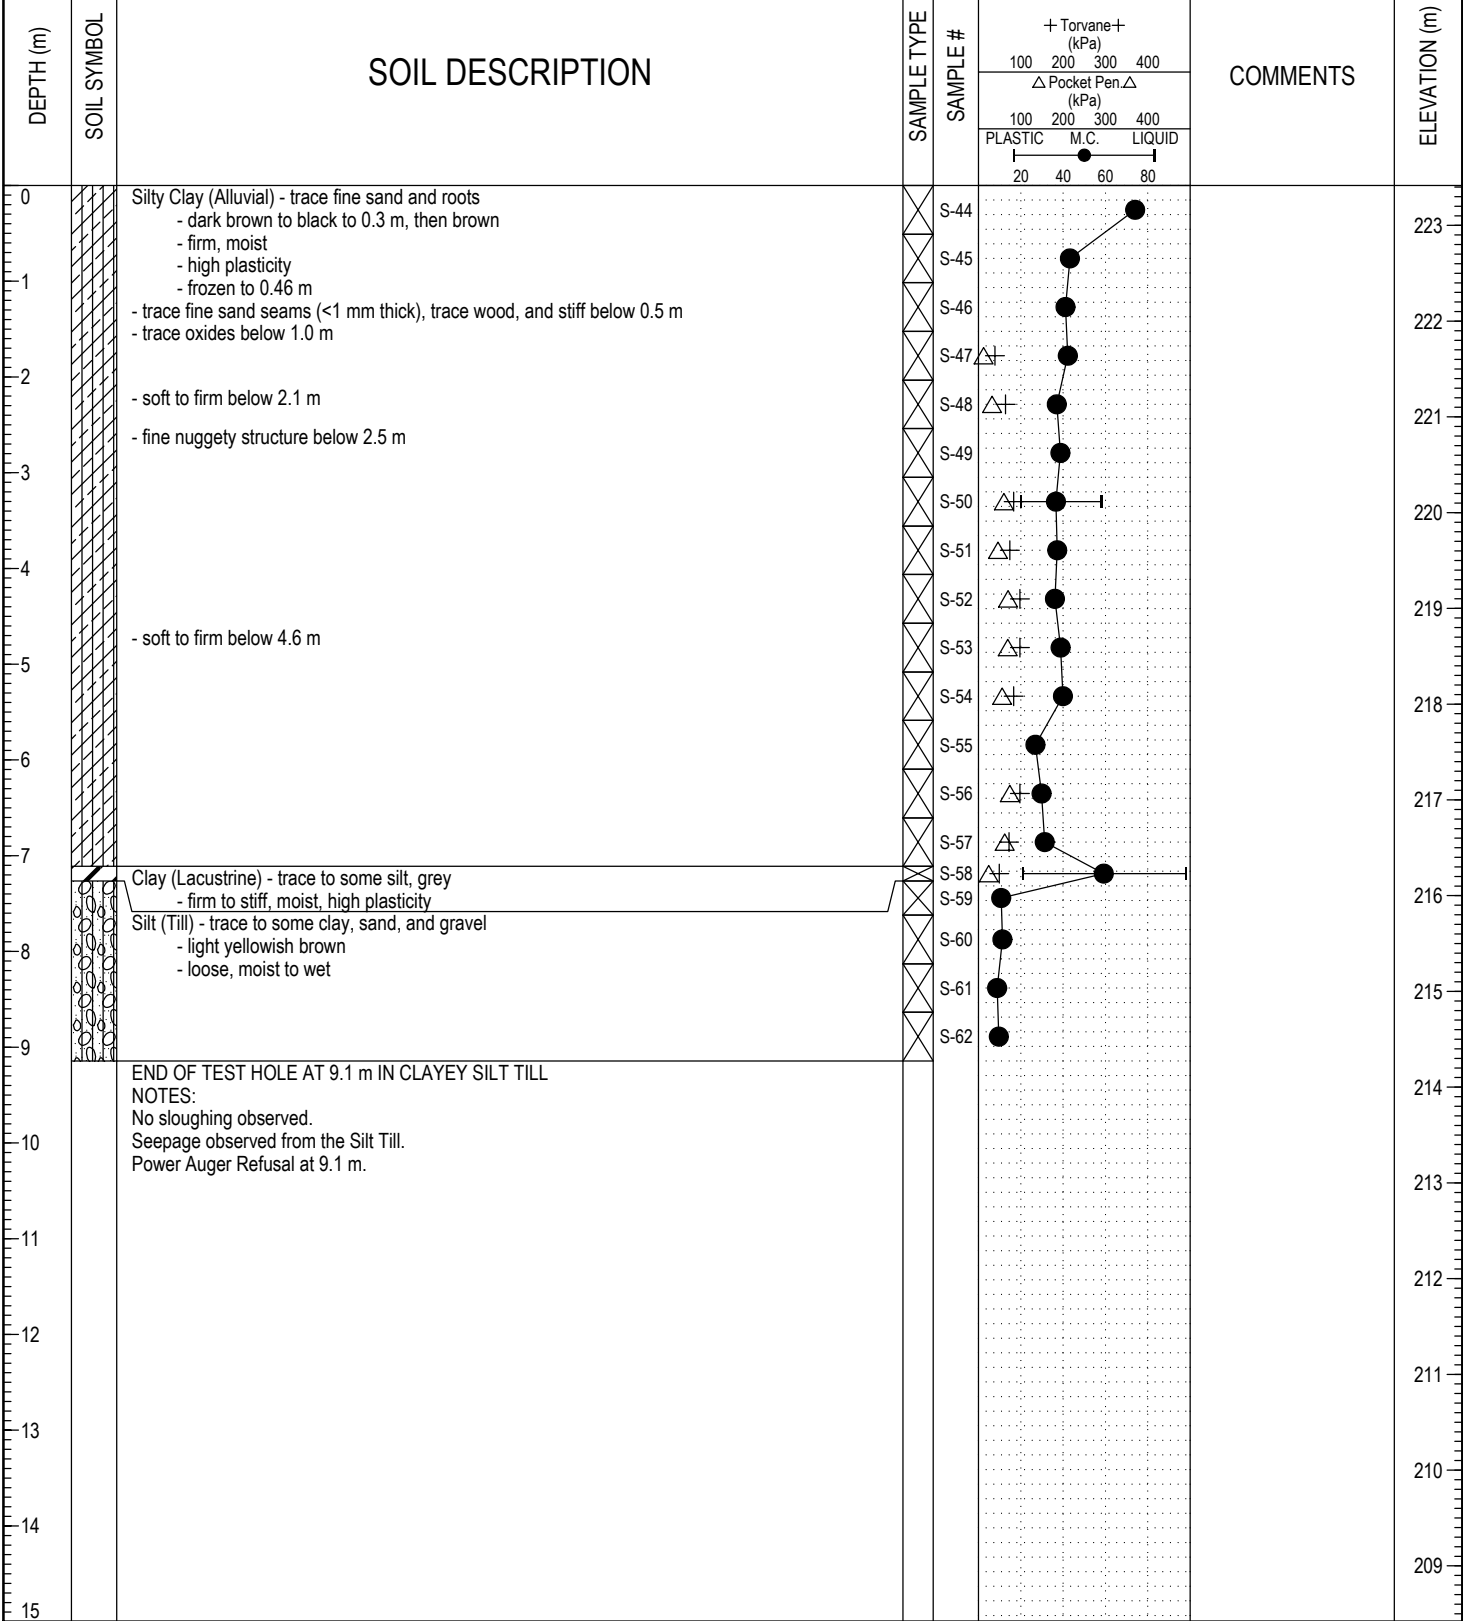 DEPTH (m)
SOIL SYMBOL
SOIL DESCRIPTION
SAMPLE TYPE
SAMPLE #
Torvane
(kPa)
100 200 300 400
Pocket Pen.
(kPa)
100 200 300 400
PLASTIC M.C. LIQUID
20 40 60 80
COMMENTS
ELEVATION (m)
0
1
2
3
4
5
6
7
8
9
10
11
12
13
14
15
Silty Clay (Alluvial) - trace fine sand and roots
- dark brown to black to 0.3 m, then brown
- firm, moist
- high plasticity
- frozen to 0.46 m
- trace fine sand seams (<1 mm thick), trace wood, and stiff below 0.5 m
- trace oxides below 1.0 m
- soft to firm below 2.1 m
- fine nuggety structure below 2.5 m
- soft to firm below 4.6 m
Clay (Lacustrine) - trace to some silt, grey
- firm to stiff, moist, high plasticity
Silt (Till) - trace to some clay, sand, and gravel
- light yellowish brown
- loose, moist to wet
END OF TEST HOLE AT 9.1 m IN CLAYEY SILT TILL
NOTES:
No sloughing observed.
Seepage observed from the Silt Till.
Power Auger Refusal at 9.1 m.
S-44
S-45
S-46
S-47
S-48
S-49
S-50
S-51
S-52
S-53
S-54
S-55
S-56
S-57
S-58
S-59
S-60
S-61
S-62
223
222
221
220
219
218
217
216
215
214
213
212
211
210
209